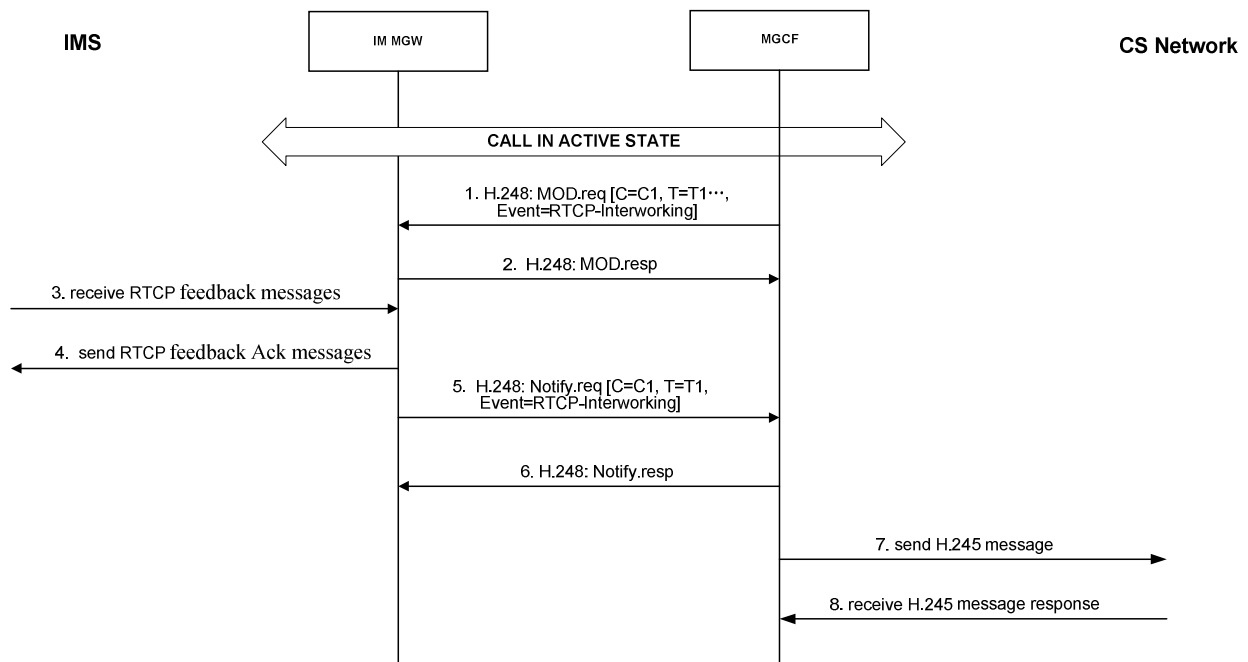 IMS
IM MGW
MGCF
CS Network
CALL IN ACTIVE STATE
1. H.248: MOD.req [C=C1, T=T1⋯,
Event=RTCP-Interworking]
2. H.248: MOD.resp
3. receive RTCP feedback messages
4. send RTCP feedback Ack messages
5. H.248: Notify.req [C=C1, T=T1,
Event=RTCP-Interworking]
6. H.248: Notify.resp
7. send H.245 message
8. receive H.245 message response